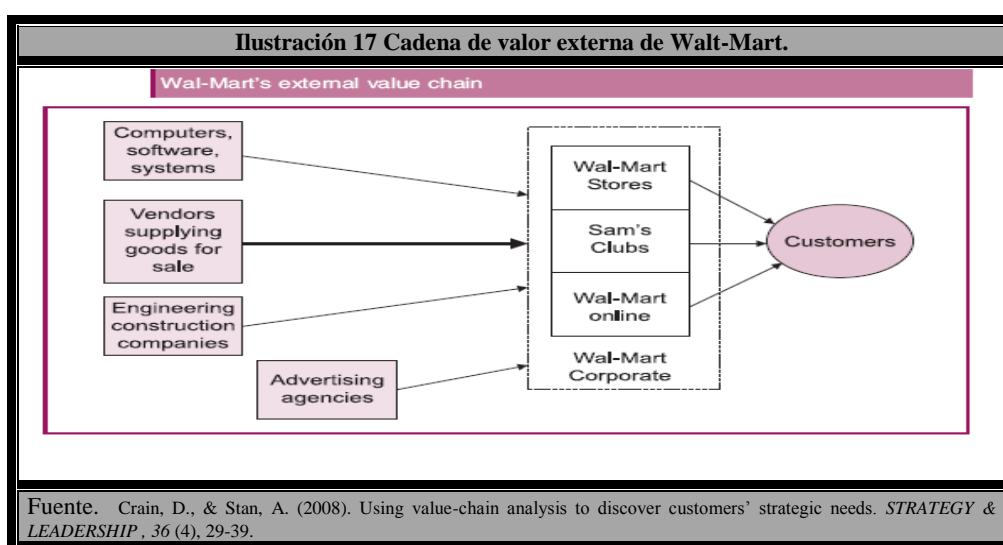 Ilustración 17 Cadena de valor externa de Walt-Mart.
Wal-Mart's external value chain
Computers,
software,
systems
Vendors
supplying
goods for
sale
Engineering
construction
companies
Advertising
agencies
Wal-Mart
Stores
Sam's
Clubs
Wal-Mart
online
Wal-Mart
Corporate
Customers
Fuente. Crain, D., & Stan, A. (2008). Using value-chain analysis to discover customers' strategic needs. STRATEGY &
LEADERSHIP , 36 (4), 29-39.